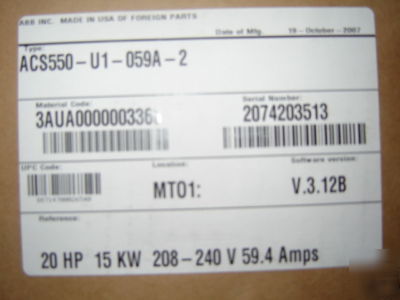 ABB INC. MADE IN USA OF FOREIGN PARTS
Date of Mfg. 19-October-2007
Type:
ACS550-U1-059A-2
Material Code: Serial Number:
2074203513
UPC Code: Location: Software version:
MT01: V.3.12B
Reference:
20 HP 15 KW 208-240 V 59.4 Amps